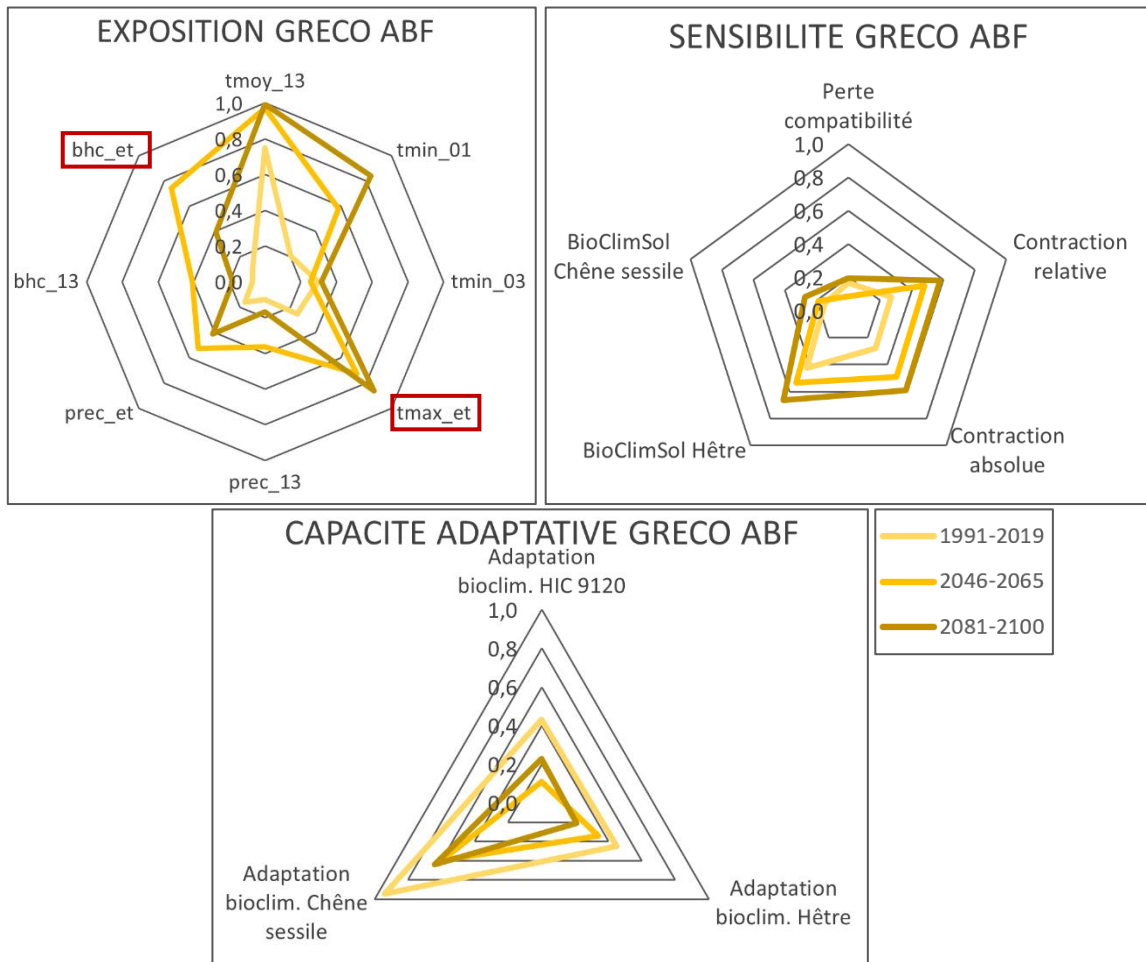 EXPOSITION GRECO ABF
tmoy_13
1,0
0,8
0,6
0,4
0,2
0,0
tmin_01
tmin_03
tmax_et
prec_13
prec_et
bhc_13
bhc_et
SENSIBILITE GRECO ABF
Perte
compatibilité
1,0
0,8
0,6
0,4
0,2
0,0
Contraction
relative
Contraction
absolue
BioClimSol Hêtre
BioClimSol
Chêne sessile
CAPACITE ADAPTATIVE GRECO ABF
Adaptation
bioclim. HIC 9120
1,0
0,8
0,6
0,4
0,2
0,0
Adaptation
bioclim. Hêtre
Adaptation
bioclim. Chêne
sessile
1991-2019
2046-2065
2081-2100